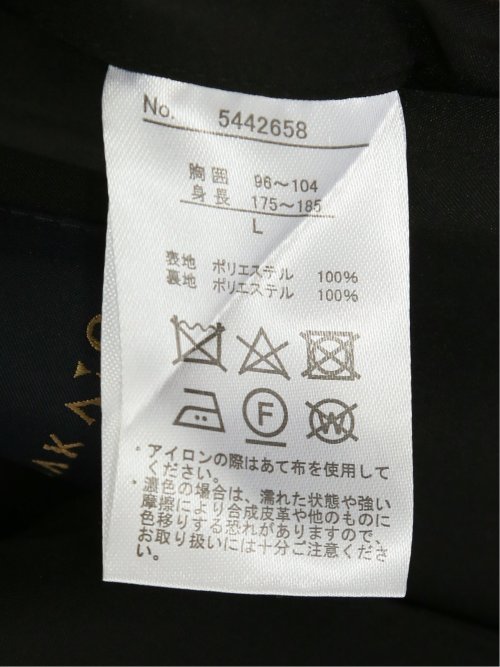 No. 5442658
胸囲 96～104
身長 175～185
L
表地 ポリエステル 100%
裏地 ポリエステル 100%
F
W
・アイロンの際はあて布を使用して
ください。
・濃色の場合は、濡れた状態や強い
摩擦により合成皮革や他のものに
色移りする恐れがありますので、
お取り扱いには十分ご注意くださ
い。